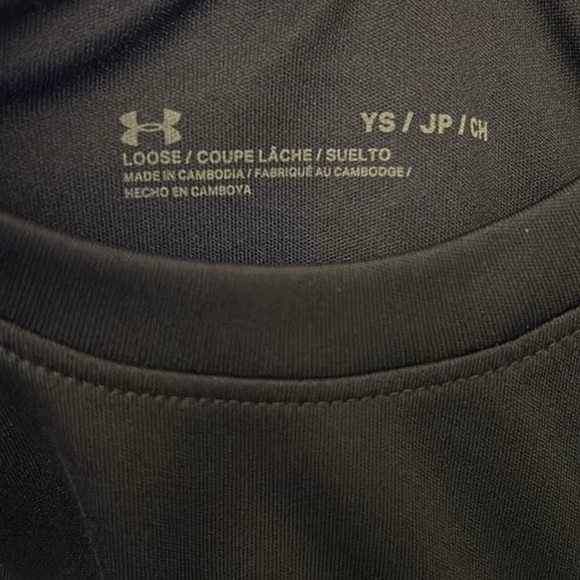 YS / JP / CH
LOOSE / COUPE LÂCHE / SUELTO
MADE IN CAMBODIA / FABRIQUÉ AU CAMBODGE /
HECHO EN CAMBOYA